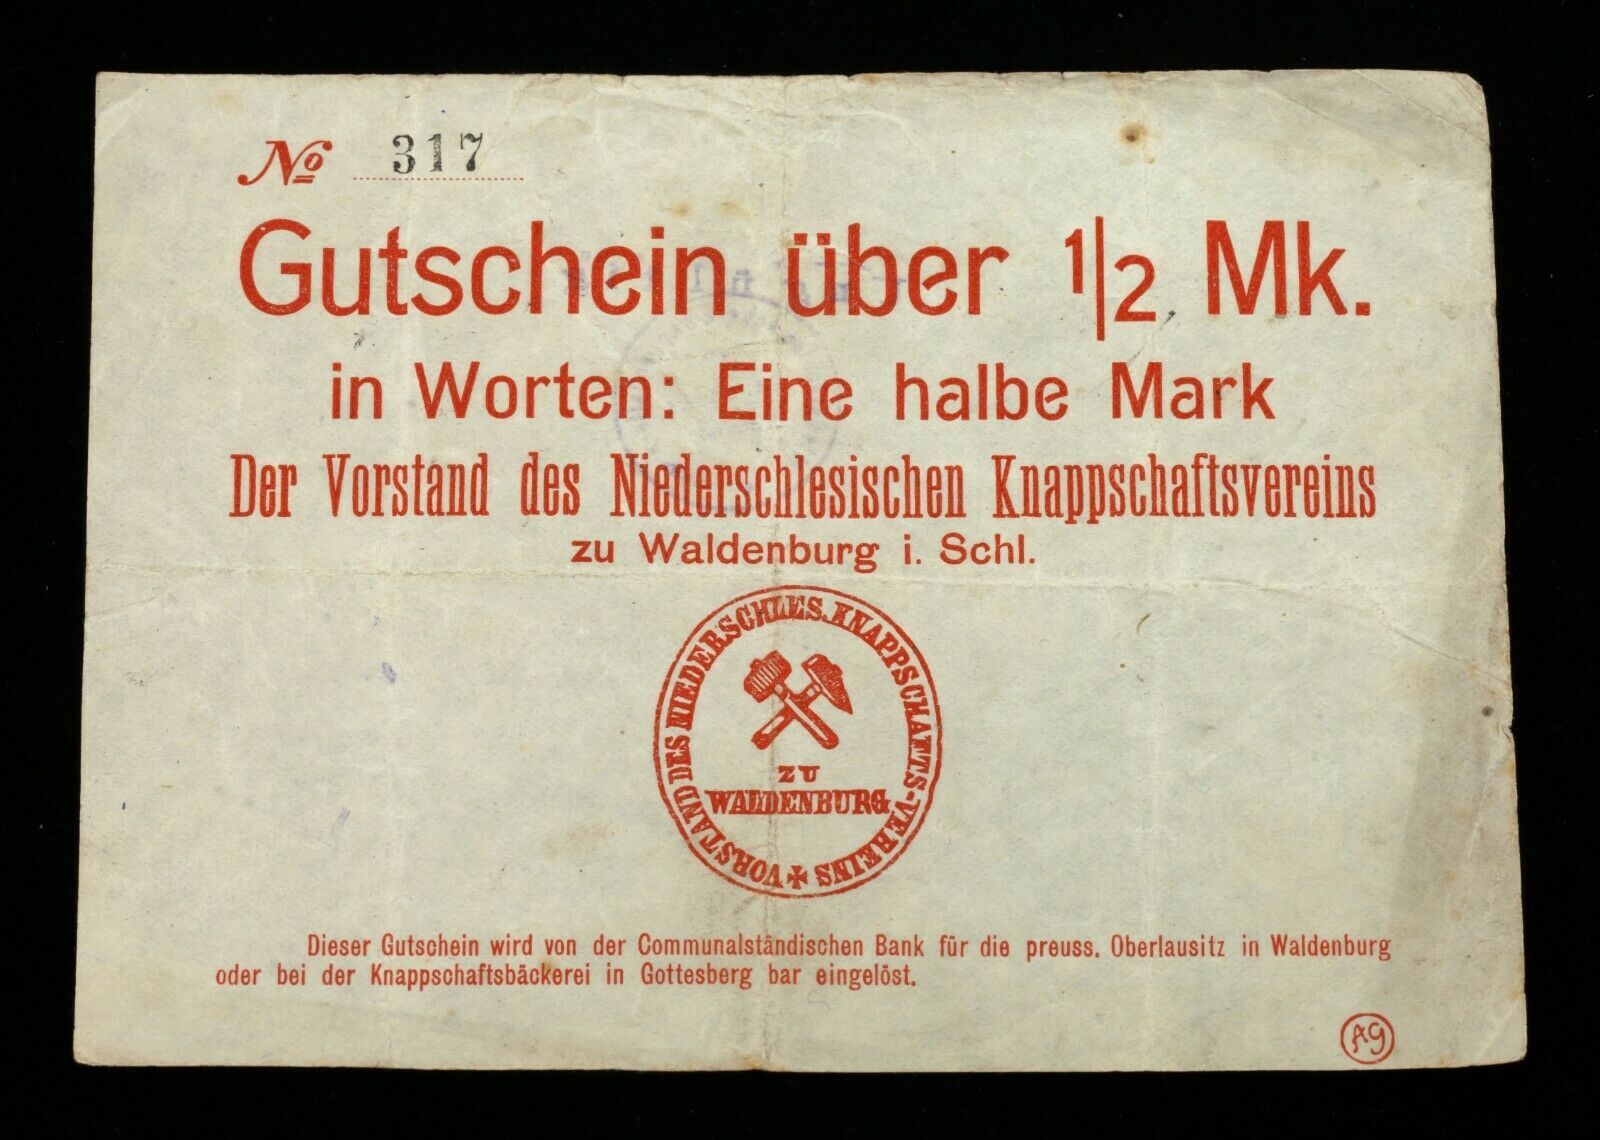 No 317
Gutschein über 1/2 Mk.
in Worten: Eine halbe Mark
Der Vorstand des Niederschlesischen Knappschaftsvereins
zu Waldenburg i. Schl.
VORSTAND DES NIEDERSCHLES. KNAPPSCHAFTS-VEREINS
ZU
WALDENBURG
Dieser Gutschein wird von der Communalständischen Bank für die preuss. Oberlausitz in Waldenburg
oder bei der Knappschaftsbäckerei in Gottesberg bar eingelöst.
AG